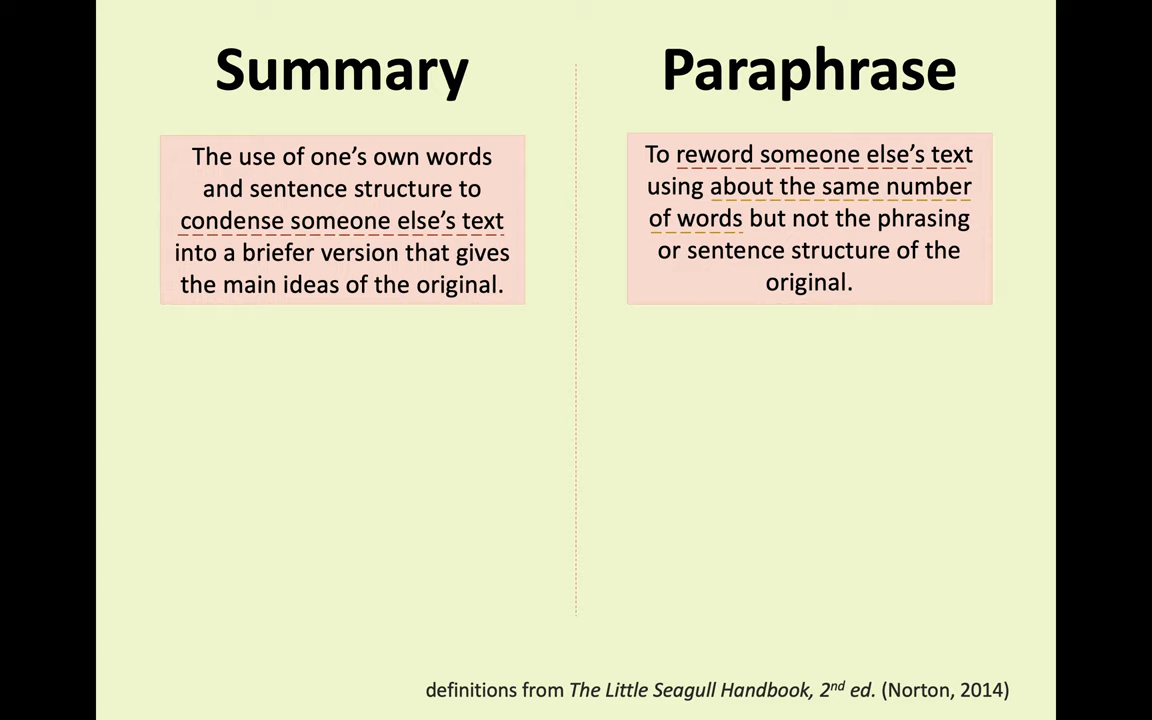 Summary
The use of one’s own words
and sentence structure to
condense someone else’s text
into a briefer version that gives
the main ideas of the original.
Paraphrase
To reword someone else’s text
using about the same number
of words but not the phrasing
or sentence structure of the
original.
definitions from The Little Seagull Handbook, 2nd ed. (Norton, 2014)